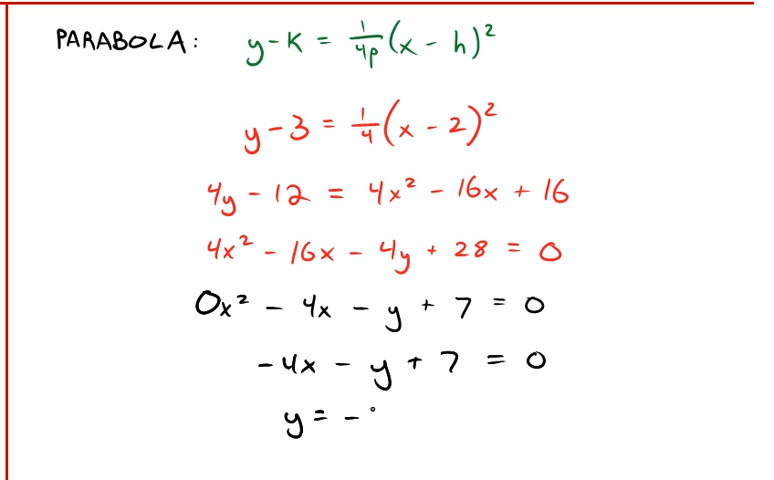 PARABOLA: y-K = 1/4p (x - h)²
y-3 = 1/4 (x - 2)²
4y - 12 = 4x² - 16x + 16
4x² - 16x - 4y + 28 = 0
0x² - 4x - y + 7 = 0
-4x - y + 7 = 0
y = -